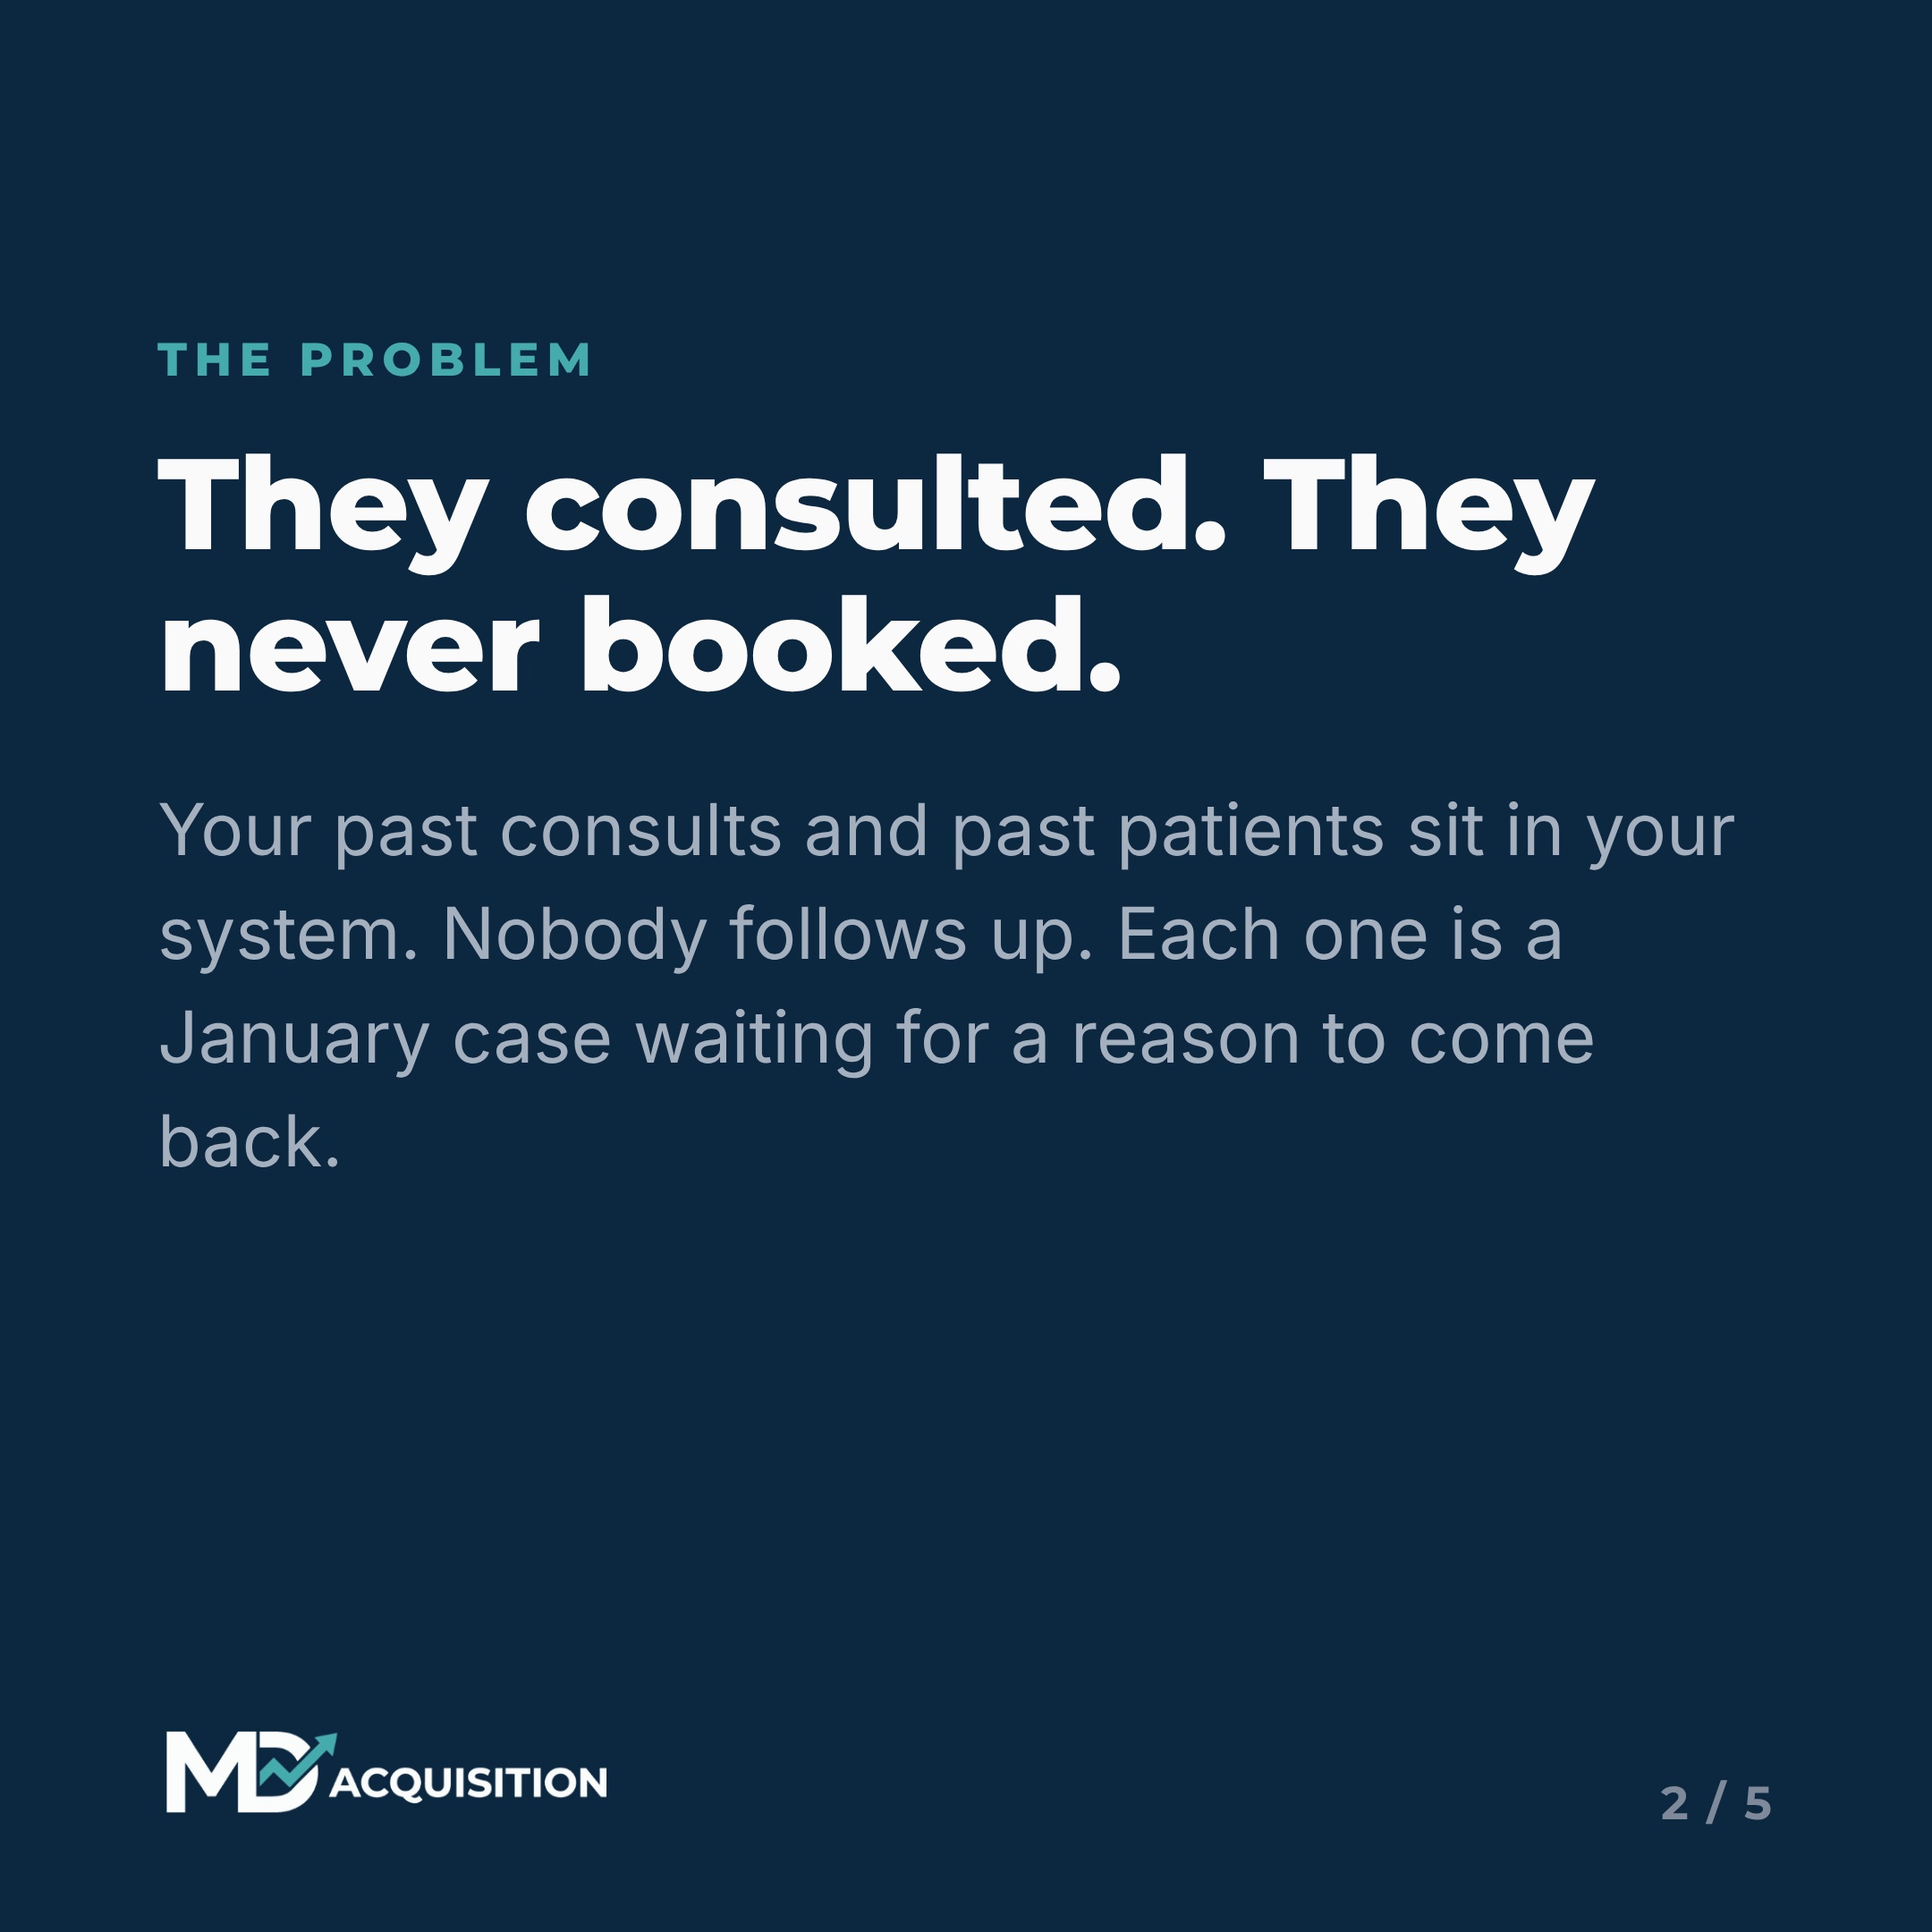 THE PROBLEM
They consulted. They
never booked.
Your past consults and past patients sit in your
system. Nobody follows up. Each one is a
January case waiting for a reason to come
back.
MD ACQUISITION
2 / 5